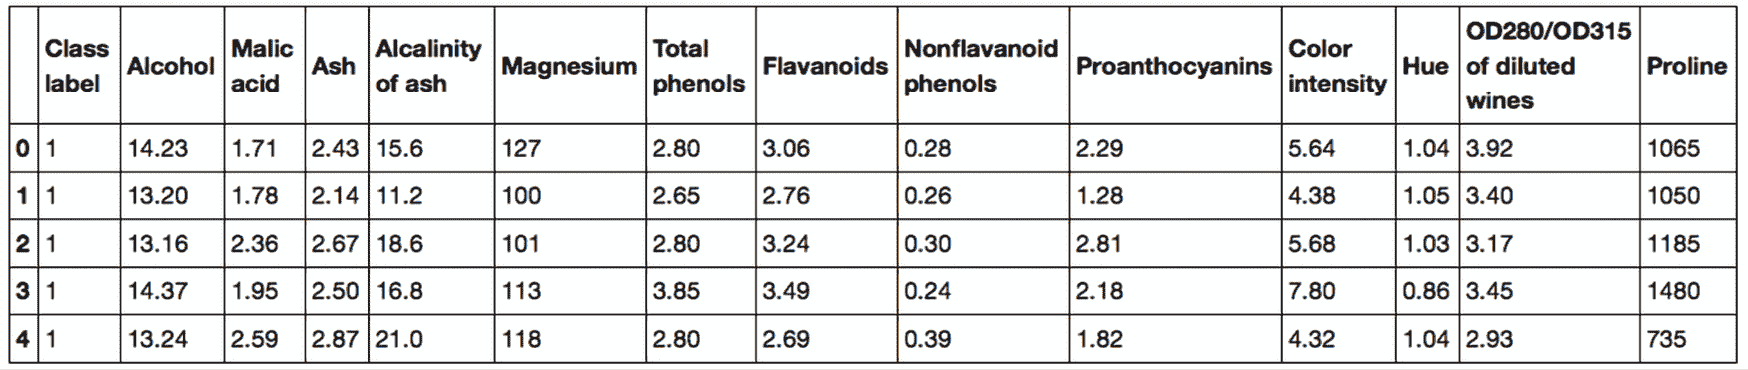 Class label Alcohol Malic acid Ash Alcalinity of ash Magnesium Total phenols Flavanoids Nonflavanoid phenols Proanthocyanins Color intensity Hue OD280/OD315 of diluted wines Proline
0 1 14.23 1.71 2.43 15.6 127 2.80 3.06 0.28 2.29 5.64 1.04 3.92 1065
1 1 13.20 1.78 2.14 11.2 100 2.65 2.76 0.26 1.28 4.38 1.05 3.40 1050
2 1 13.16 2.36 2.67 18.6 101 2.80 3.24 0.30 2.81 5.68 1.03 3.17 1185
3 1 14.37 1.95 2.50 16.8 113 3.85 3.49 0.24 2.18 7.80 0.86 3.45 1480
4 1 13.24 2.59 2.87 21.0 118 2.80 2.69 0.39 1.82 4.32 1.04 2.93 735